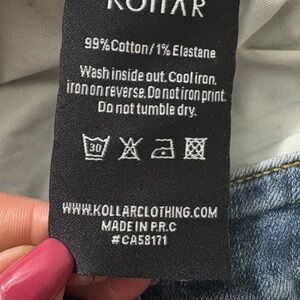 KOLLAR
99% Cotton/1% Elastane
Wash inside out. Cool iron,
iron on reverse. Do not iron print.
Do not tumble dry.
30
WWW.KOLLARCLOTHING.COM
MADE IN P.R.C
#CA58171